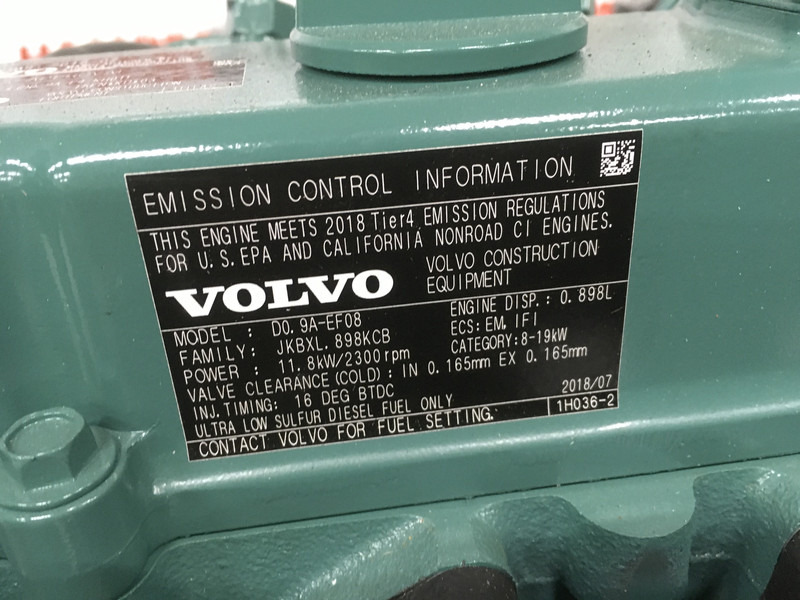 VOLVO
EMISSION CONTROL INFORMATION
THIS ENGINE MEETS 2018 Tier4 EMISSION REGULATIONS
FOR U.S.EPA AND CALIFORNIA NONROAD CI ENGINES.
VOLVO
VOLVO CONSTRUCTION
EQUIPMENT
MODEL : D0.9A-EF08
ENGINE DISP.: 0.898L
FAMILY: JKBXL.898KCB
ECS:EM, IFI
POWER : 11.8kW/2300rpm
CATEGORY:8-19kW
VALVE CLEARANCE(COLD): IN 0.165mm EX 0.165mm
INJ.TIMING: 16 DEG BTDC
2018/07
ULTRA LOW SULFUR DIESEL FUEL ONLY
1H036-2
CONTACT VOLVO FOR FUEL SETTING.